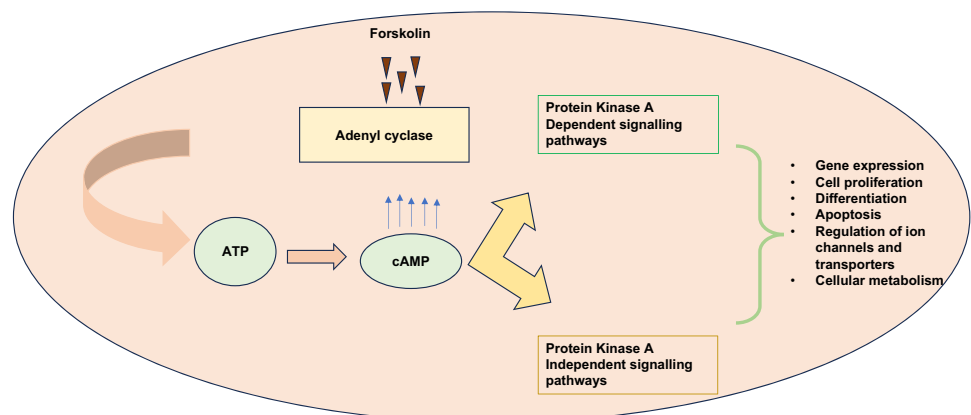 Forskolin
Adenyl cyclase
ATP
cAMP
Protein Kinase A
Dependent signalling
pathways
Protein Kinase A
Independent signalling
pathways
• Gene expression
• Cell proliferation
• Differentiation
• Apoptosis
• Regulation of ion
channels and
transporters
• Cellular metabolism